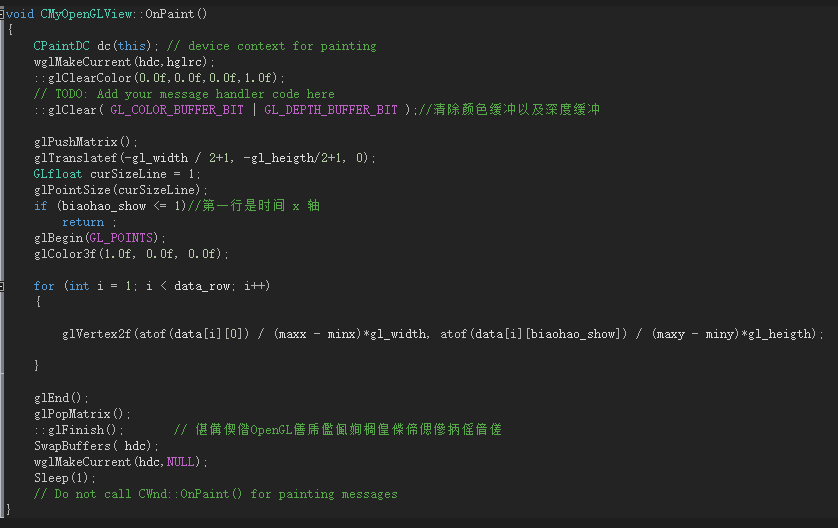 void CMyOpenGLView::OnPaint()
{
CPaintDC dc(this); // device context for painting
wglMakeCurrent(hdc,hglrc);
::glClearColor(0.0f,0.0f,0.0f,1.0f);
// TODO: Add your message handler code here
::glClear( GL_COLOR_BUFFER_BIT | GL_DEPTH_BUFFER_BIT );//清除颜色缓冲以及深度缓冲
glPushMatrix();
glTranslatef(-gl_width / 2+1, -gl_heigth/2+1, 0);
GLfloat curSizeLine = 1;
glPointSize(curSizeLine);
if (biaohao_show <= 1)//第一行是时间 x 轴
return ;
glBegin(GL_POINTS);
glColor3f(1.0f, 0.0f, 0.0f);
for (int i = 1; i < data_row; i++)
{
glVertex2f(atof(data[i][0]) / (maxx - minx)*gl_width, atof(data[i][biaohao_show]) / (maxy - miny)*gl_heigth);
}
glEnd();
glPopMatrix();
::glFinish(); // OpenGL
SwapBuffers( hdc);
wglMakeCurrent(hdc,NULL);
Sleep(1);
// Do not call CWnd::OnPaint() for painting messages
}